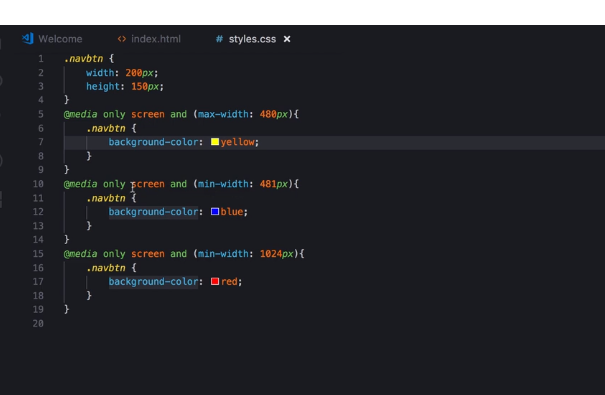 Welcome <> index.html # styles.css ×
1 .navbtn {
2 width: 200px;
3 height: 150px;
4 }
5 @media only screen and (max-width: 480px){
6 .navbtn {
7 background-color: yellow;
8 }
9 }
10 @media only screen and (min-width: 481px){
11 .navbtn {
12 background-color: blue;
13 }
14 }
15 @media only screen and (min-width: 1024px){
16 .navbtn {
17 background-color: red;
18 }
19 }
20